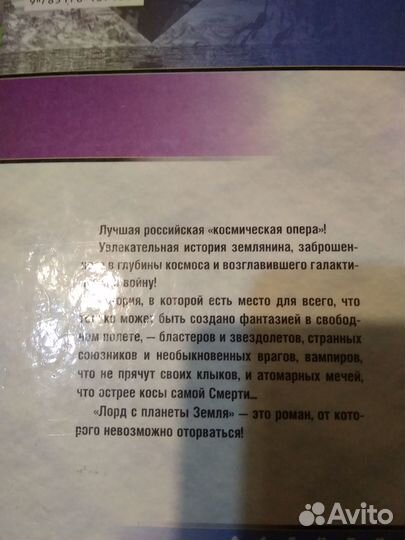 Лучшая российская «космическая опера»!
Увлекательная история землянина, заброшен-
в глубины космоса и возглавившего галакти-
войну!
в которой есть место для всего, что
может быть создано фантазией в свобод-
полете, — бластеров и звездолетов, странных
союзников и необыкновенных врагов, вампиров,
что не прячут своих клыков, и атомарных мечей,
что острее косы самой Смерти...
«Лорд с планеты Земля» — это роман, от кото-
рого невозможно оторваться!
Avito